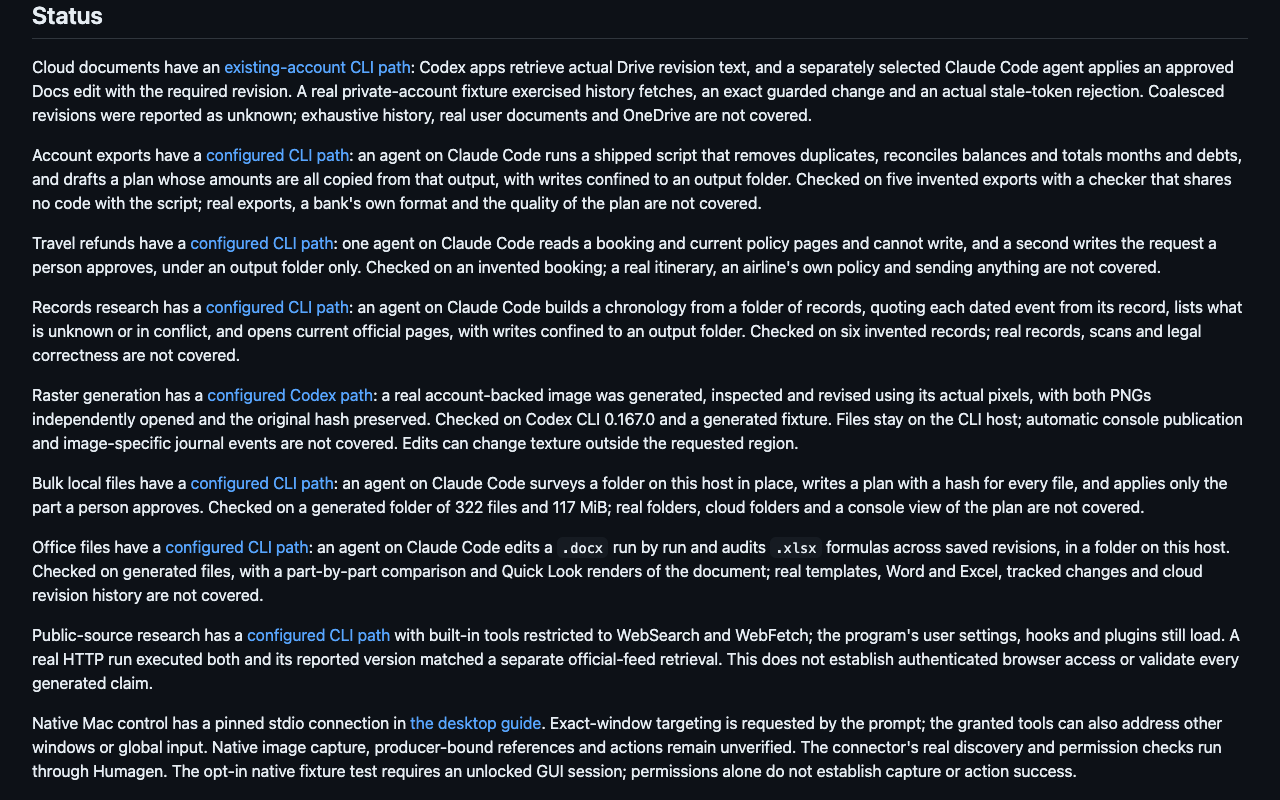 Status
Cloud documents have an existing-account CLI path: Codex apps retrieve actual Drive revision text, and a separately selected Claude Code agent applies an approved
Docs edit with the required revision. A real private-account fixture exercised history fetches, an exact guarded change and an actual stale-token rejection. Coalesced
revisions were reported as unknown; exhaustive history, real user documents and OneDrive are not covered.
Account exports have a configured CLI path: an agent on Claude Code runs a shipped script that removes duplicates, reconciles balances and totals months and debts,
and drafts a plan whose amounts are all copied from that output, with writes confined to an output folder. Checked on five invented exports with a checker that shares
no code with the script; real exports, a bank's own format and the quality of the plan are not covered.
Travel refunds have a configured CLI path: one agent on Claude Code reads a booking and current policy pages and cannot write, and a second writes the request a
person approves, under an output folder only. Checked on an invented booking; a real itinerary, an airline's own policy and sending anything are not covered.
Records research has a configured CLI path: an agent on Claude Code builds a chronology from a folder of records, quoting each dated event from its record, lists what
is unknown or in conflict, and opens current official pages, with writes confined to an output folder. Checked on six invented records; real records, scans and legal
correctness are not covered.
Raster generation has a configured Codex path: a real account-backed image was generated, inspected and revised using its actual pixels, with both PNGs
independently opened and the original hash preserved. Checked on Codex CLI 0.167.0 and a generated fixture. Files stay on the CLI host; automatic console publication
and image-specific journal events are not covered. Edits can change texture outside the requested region.
Bulk local files have a configured CLI path: an agent on Claude Code surveys a folder on this host in place, writes a plan with a hash for every file, and applies only the
part a person approves. Checked on a generated folder of 322 files and 117 MiB; real folders, cloud folders and a console view of the plan are not covered.
Office files have a configured CLI path: an agent on Claude Code edits a .docx run by run and audits .xlsx formulas across saved revisions, in a folder on this host.
Checked on generated files, with a part-by-part comparison and Quick Look renders of the document; real templates, Word and Excel, tracked changes and cloud
revision history are not covered.
Public-source research has a configured CLI path with built-in tools restricted to WebSearch and WebFetch; the program's user settings, hooks and plugins still load. A
real HTTP run executed both and its reported version matched a separate official-feed retrieval. This does not establish authenticated browser access or validate every
generated claim.
Native Mac control has a pinned stdio connection in the desktop guide. Exact-window targeting is requested by the prompt; the granted tools can also address other
windows or global input. Native image capture, producer-bound references and actions remain unverified. The connector's real discovery and permission checks run
through Humagen. The opt-in native fixture test requires an unlocked GUI session; permissions alone do not establish capture or action success.